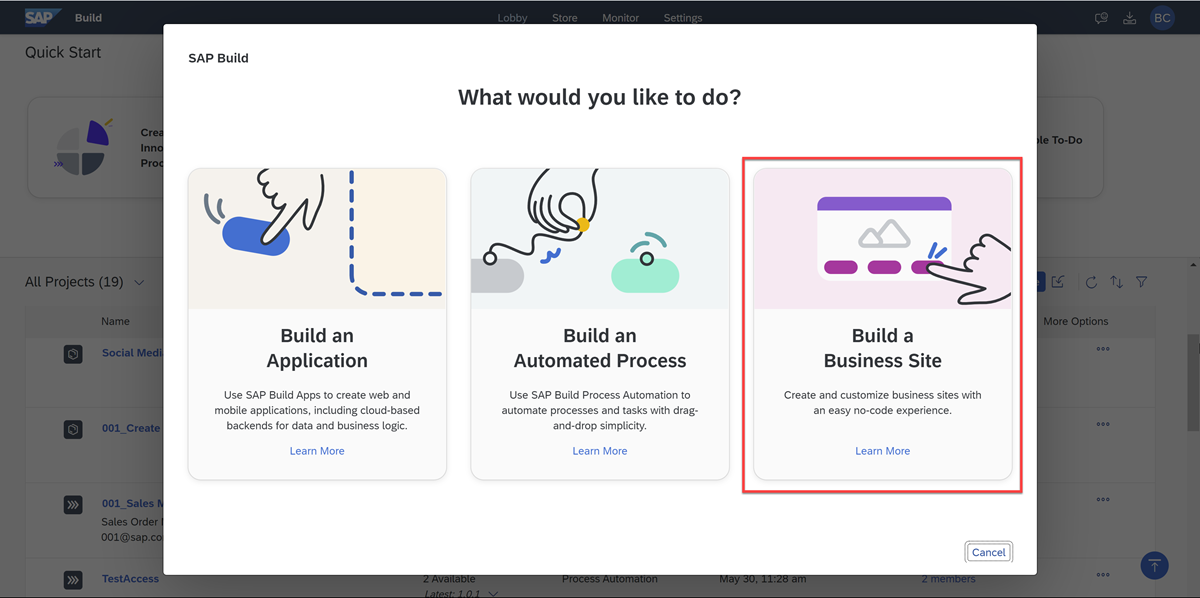 SAP Build
Lobby Store Monitor Settings
BC
Quick Start
SAP Build
What would you like to do?
Build an
Application
Use SAP Build Apps to create web and
mobile applications, including cloud-based
backends for data and business logic.
Learn More
Build an
Automated Process
Use SAP Build Process Automation to
automate processes and tasks with drag-
and-drop simplicity.
Learn More
Build a
Business Site
Create and customize business sites with
an easy no-code experience.
Learn More
Cancel
Crea
Inno
Proc
ple To-Do
All Projects (19)
Name
More Options
Social Medi
001_Create
001_Sales M
Sales Order
001@sap.co
TestAccess
2 Available
Process Automation
May 30, 11:28 am
2 members
Latest: 1.0.1